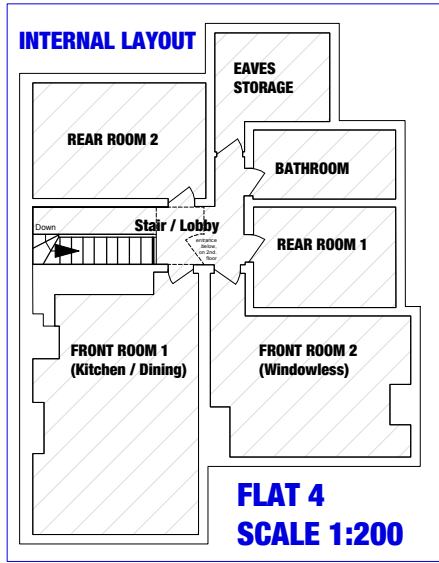 INTERNAL LAYOUT
EAVES
STORAGE
REAR ROOM 2
BATHROOM
Down
Stair / Lobby
entrance
below,
on 2nd.
floor
REAR ROOM 1
FRONT ROOM 1
(Kitchen / Dining)
FRONT ROOM 2
(Windowless)
FLAT 4
SCALE 1:200